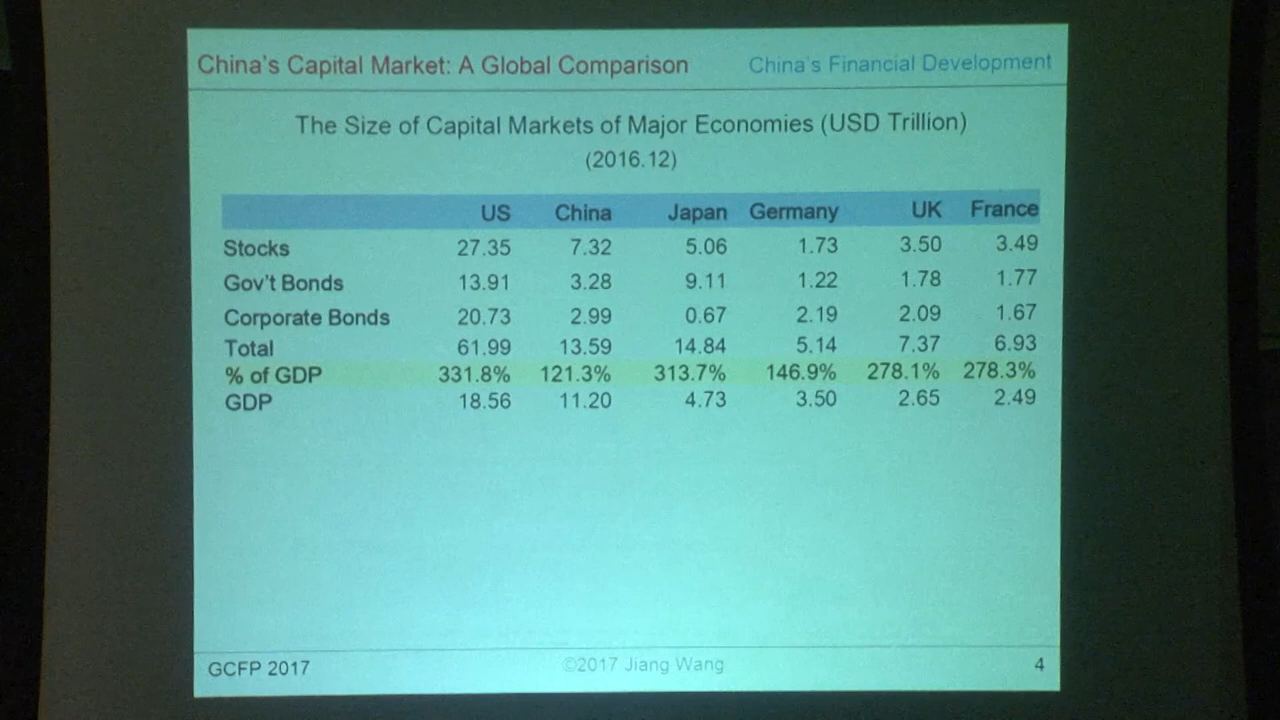 China's Capital Market: A Global Comparison China's Financial Development
The Size of Capital Markets of Major Economies (USD Trillion)
(2016.12)
US China Japan Germany UK France
Stocks 27.35 7.32 5.06 1.73 3.50 3.49
Gov't Bonds 13.91 3.28 9.11 1.22 1.78 1.77
Corporate Bonds 20.73 2.99 0.67 2.19 2.09 1.67
Total 61.99 13.59 14.84 5.14 7.37 6.93
% of GDP 331.8% 121.3% 313.7% 146.9% 278.1% 278.3%
GDP 18.56 11.20 4.73 3.50 2.65 2.49
GCFP 2017 ©2017 Jiang Wang 4